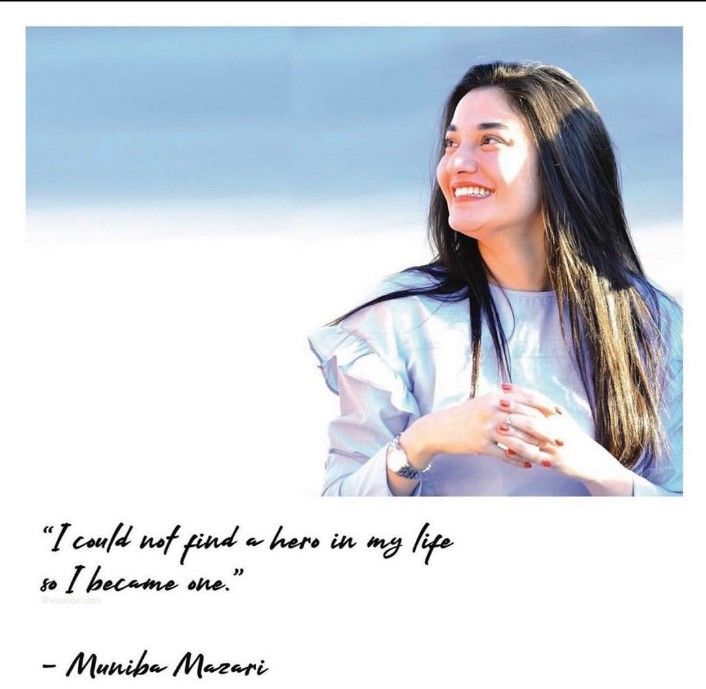 “I could not find a hero in my life
so I became one.”
– Muniba Mazari